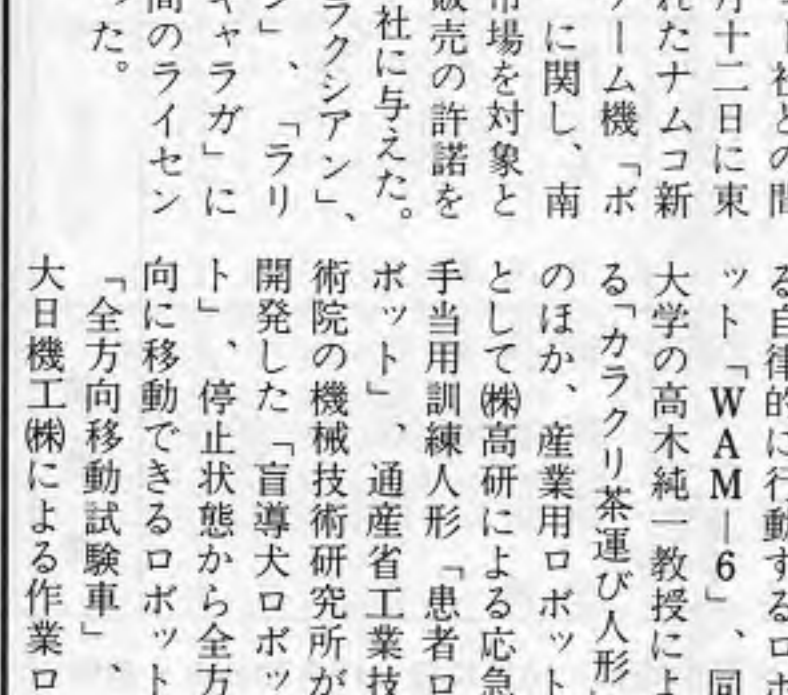 ート社との間
月十二日に東
れたナムコ新
ーム機「ボ
に関し、南
市場を対象と
販売の許諾を
社に与えた。
ラクシアン」、
」、「ラリ
ギャラガ」に
間のライセン
った。
る自律的に行動するロボ
ット「WAM―6」、同
大学の高木純一教授によ
る「カラクリ茶運び人形」
のほか、産業用ロボット
として㈱高研による応急
手当用訓練人形「患者ロ
ボット」、通産省工業技
術院の機械技術研究所が
開発した「盲導犬ロボッ
ト」、停止状態から全方
向に移動できるロボット
「全方向移動試験車」、
大日機工㈱による作業ロ